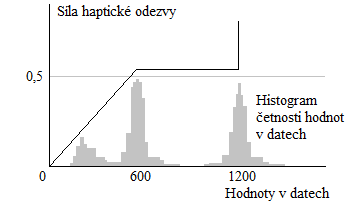 Síla haptické odezvy
0,5
Histogram
četnosti hodnot
v datech
0
600
1200
Hodnoty v datech